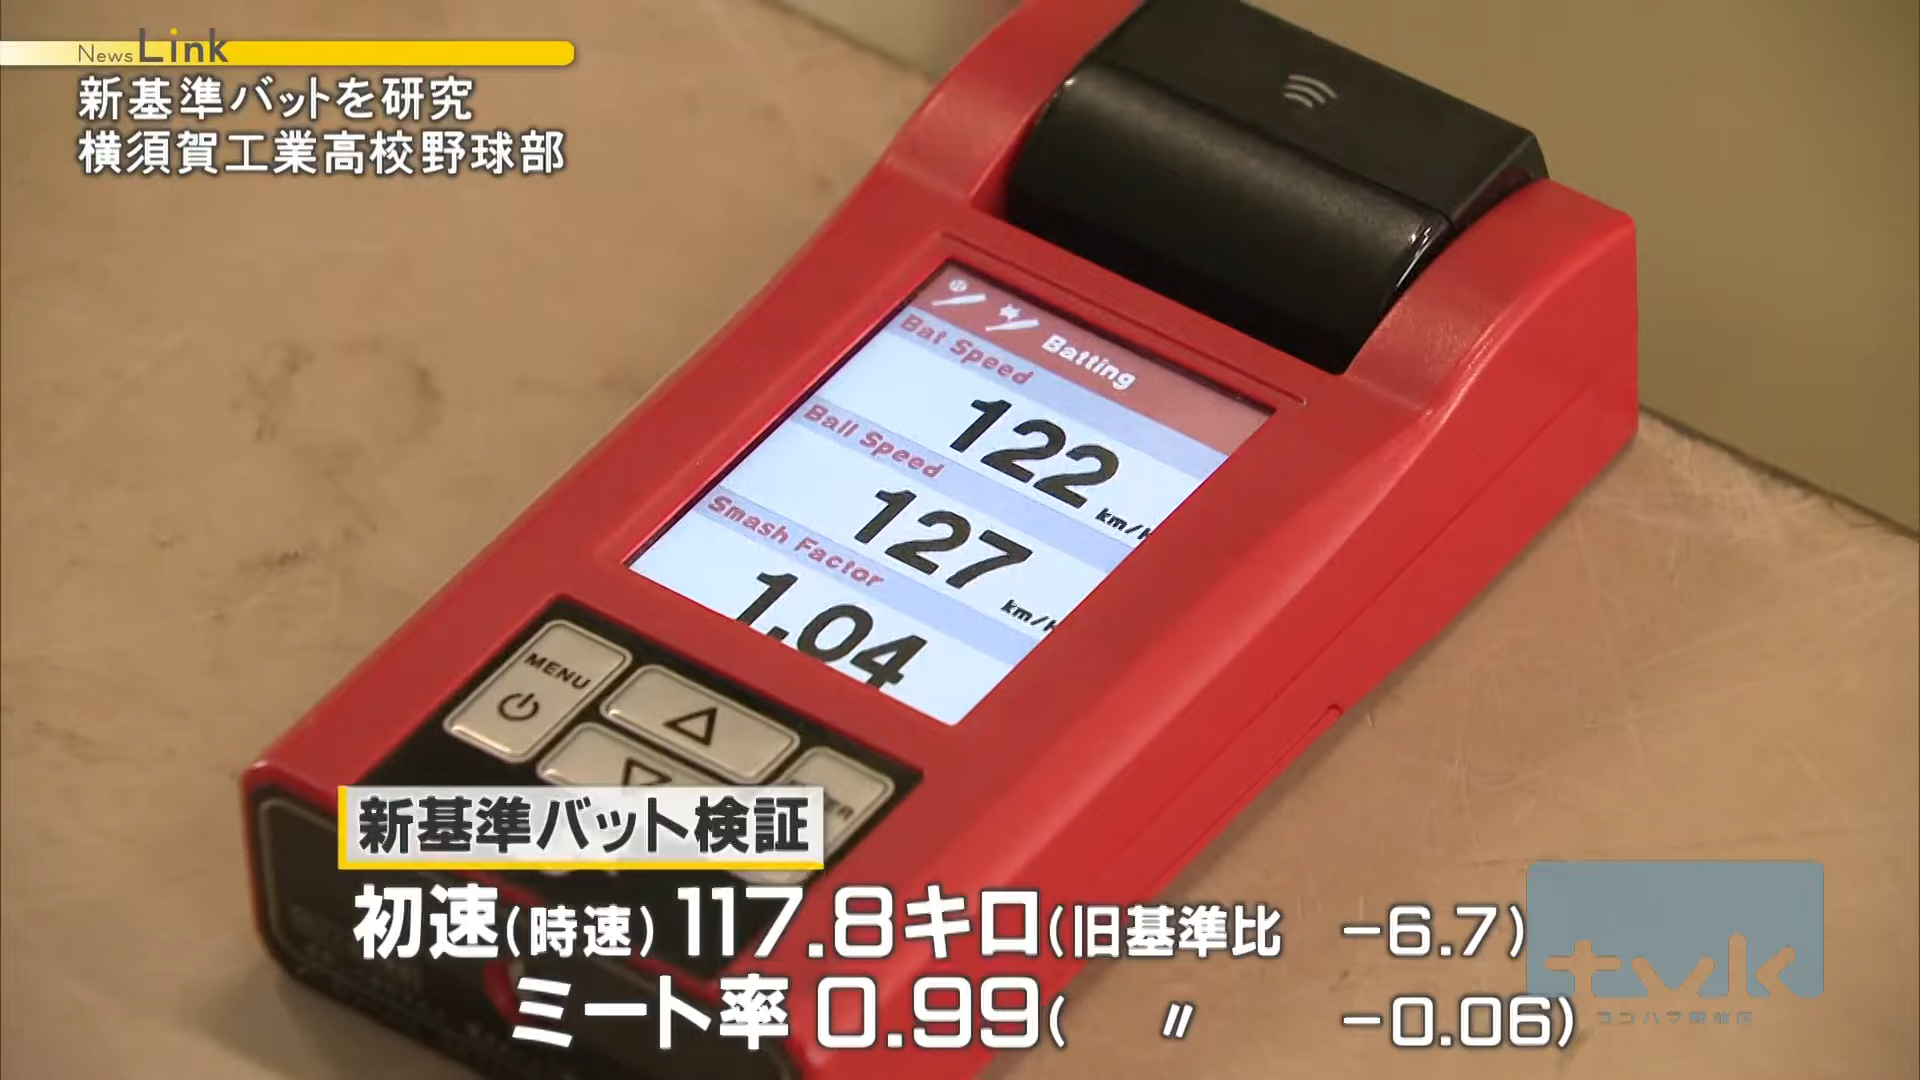 News Link
新基準バットを研究
横須賀工業高校野球部
Batting
Bat Speed
122 km/h
Ball Speed
127 km/h
Smash Factor
1.04
MENU
新基準バット検証
初速(時速)117.8キロ(旧基準比 -6.7)
ミート率 0.99( 〃 -0.06)
tvk